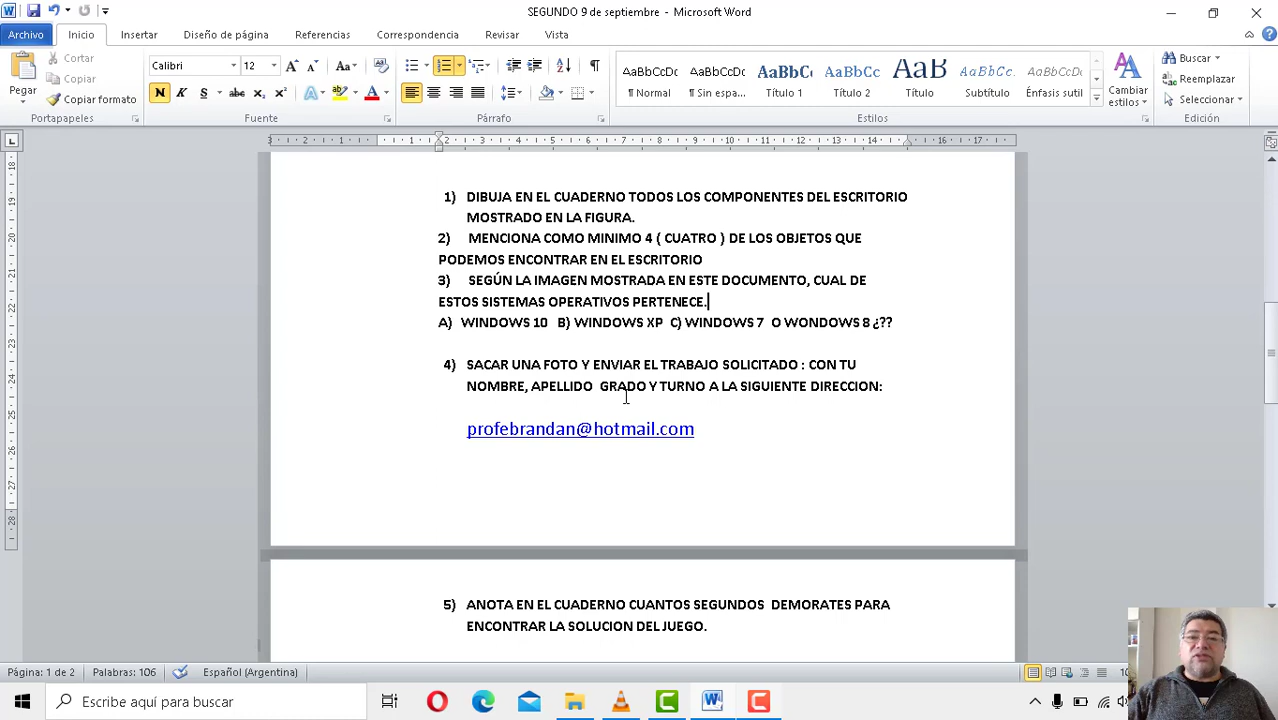 SEGUNDO 9 de septiembre - Microsoft Word
Archivo Inicio Insertar Diseño de página Referencias Correspondencia Revisar Vista
Pegar
Cortar
Copiar
Copiar formato
Portapapeles
Calibri 12
Fuente
Párrafo
AaBbCcDc AaBbCcDc AaBbC AaBbCc AaB AaBbCc. AaBbCcDc
¶ Normal ¶ Sin espa... Título 1 Título 2 Título Subtítulo Énfasis sutil
Cambiar estilos
Estilos
Buscar
Reemplazar
Seleccionar
Edición
1) DIBUJA EN EL CUADERNO TODOS LOS COMPONENTES DEL ESCRITORIO
MOSTRADO EN LA FIGURA.
2) MENCIONA COMO MINIMO 4 ( CUATRO ) DE LOS OBJETOS QUE
PODEMOS ENCONTRAR EN EL ESCRITORIO
3) SEGÚN LA IMAGEN MOSTRADA EN ESTE DOCUMENTO, CUAL DE
ESTOS SISTEMAS OPERATIVOS PERTENECE.
A) WINDOWS 10 B) WINDOWS XP C) WINDOWS 7 O WONDOWS 8 ¿??
4) SACAR UNA FOTO Y ENVIAR EL TRABAJO SOLICITADO : CON TU
NOMBRE, APELLIDO GRADO Y TURNO A LA SIGUIENTE DIRECCION:
profebrandan@hotmail.com
5) ANOTA EN EL CUADERNO CUANTOS SEGUNDOS DEMORATES PARA
ENCONTRAR LA SOLUCION DEL JUEGO.
Página: 1 de 2 Palabras: 106 Español (Argentina)
Escribe aquí para buscar